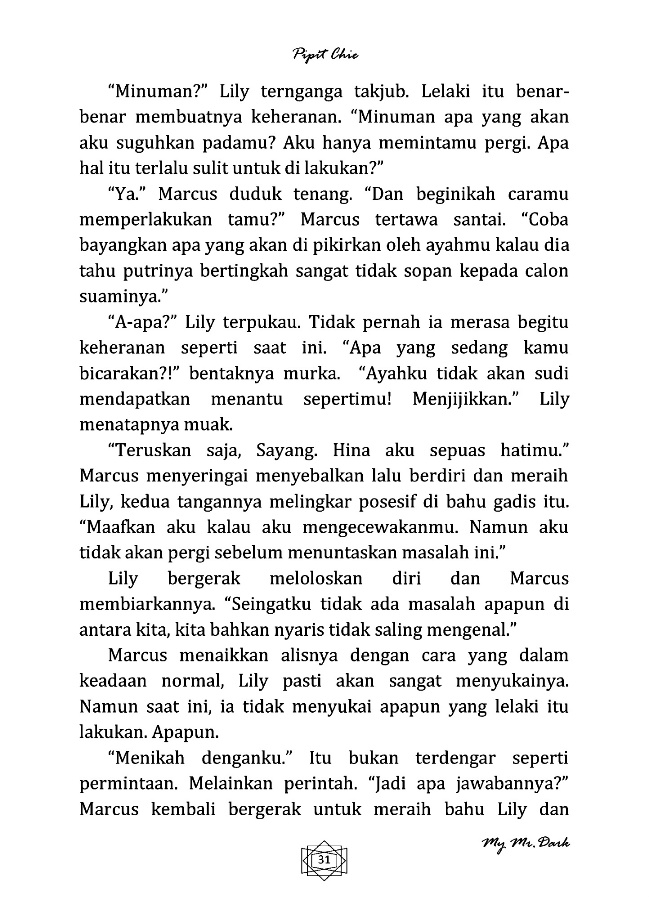 Pipit Chie
“Minuman?” Lily ternganga takjub. Lelaki itu benar-
benar membuatnya keheranan. “Minuman apa yang akan
aku suguhkan padamu? Aku hanya memintamu pergi. Apa
hal itu terlalu sulit untuk di lakukan?”
“Ya.” Marcus duduk tenang. “Dan beginikah caramu
memperlakukan tamu?” Marcus tertawa santai. “Coba
bayangkan apa yang akan di pikirkan oleh ayahmu kalau dia
tahu putrinya bertingkah sangat tidak sopan kepada calon
suaminya.”
“A-apa?” Lily terpukau. Tidak pernah ia merasa begitu
keheranan seperti saat ini. “Apa yang sedang kamu
bicarakan?!” bentaknya murka. “Ayahku tidak akan sudi
mendapatkan menantu sepertimu! Menjijikkan.” Lily
menatapnya muak.
“Teruskan saja, Sayang. Hina aku sepuas hatimu.”
Marcus menyeringai menyebalkan lalu berdiri dan meraih
Lily, kedua tangannya melingkar posesif di bahu gadis itu.
“Maafkan aku kalau aku mengecewakanmu. Namun aku
tidak akan pergi sebelum menuntaskan masalah ini.”
Lily bergerak meloloskan diri dan Marcus
membiarkannya. “Seingatku tidak ada masalah apapun di
antara kita, kita bahkan nyaris tidak saling mengenal.”
Marcus menaikkan alisnya dengan cara yang dalam
keadaan normal, Lily pasti akan sangat menyukainya.
Namun saat ini, ia tidak menyukai apapun yang lelaki itu
lakukan. Apapun.
“Menikah denganku.” Itu bukan terdengar seperti
permintaan. Melainkan perintah. “Jadi apa jawabannya?”
Marcus kembali bergerak untuk meraih bahu Lily dan
My Mr. Dark
31